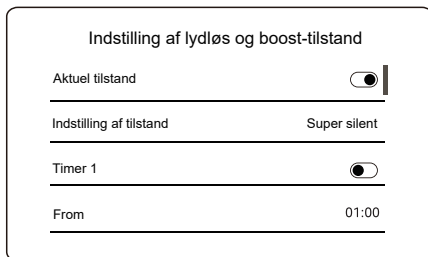 Indstilling af lydløs og boost-tilstand
Aktuel tilstand
Indstilling af tilstand Super silent
Timer 1
From 01:00